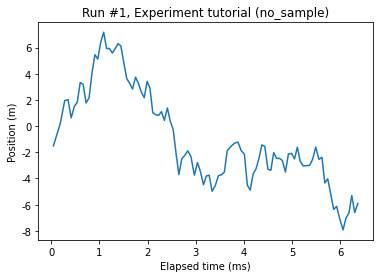 Run #1, Experiment tutorial (no_sample)
Position (m)
6
4
2
0
-2
-4
-6
-8
0 1 2 3 4 5 6
Elapsed time (ms)